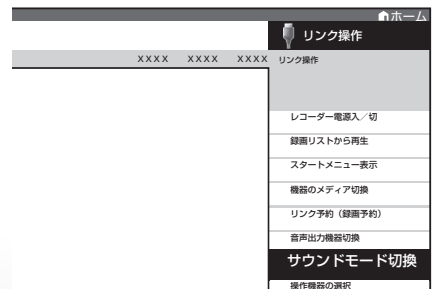 ホーム
リンク操作
XXXX XXXX XXXX リンク操作
レコーダー電源入／切
録画リストから再生
スタートメニュー表示
機器のメディア切換
リンク予約（録画予約）
音声出力機器切換
サウンドモード切換
操作機器の選択